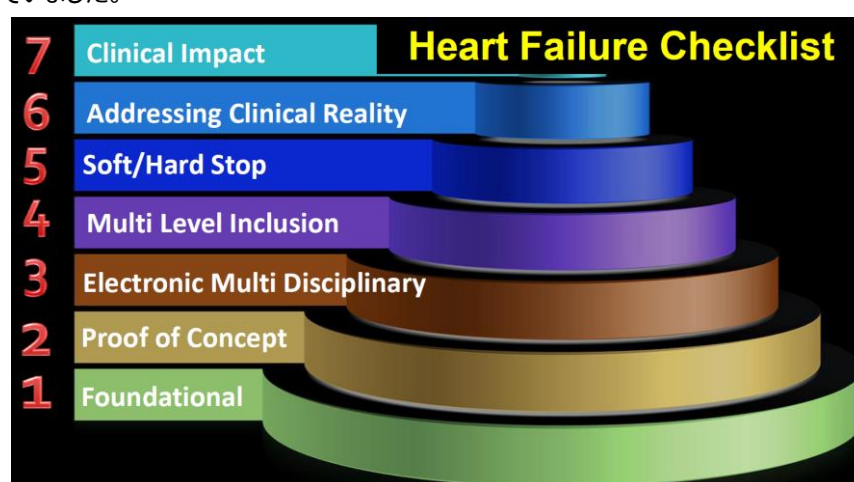 Heart Failure Checklist
7 Clinical Impact
6 Addressing Clinical Reality
5 Soft/Hard Stop
4 Multi Level Inclusion
3 Electronic Multi Disciplinary
2 Proof of Concept
1 Foundational